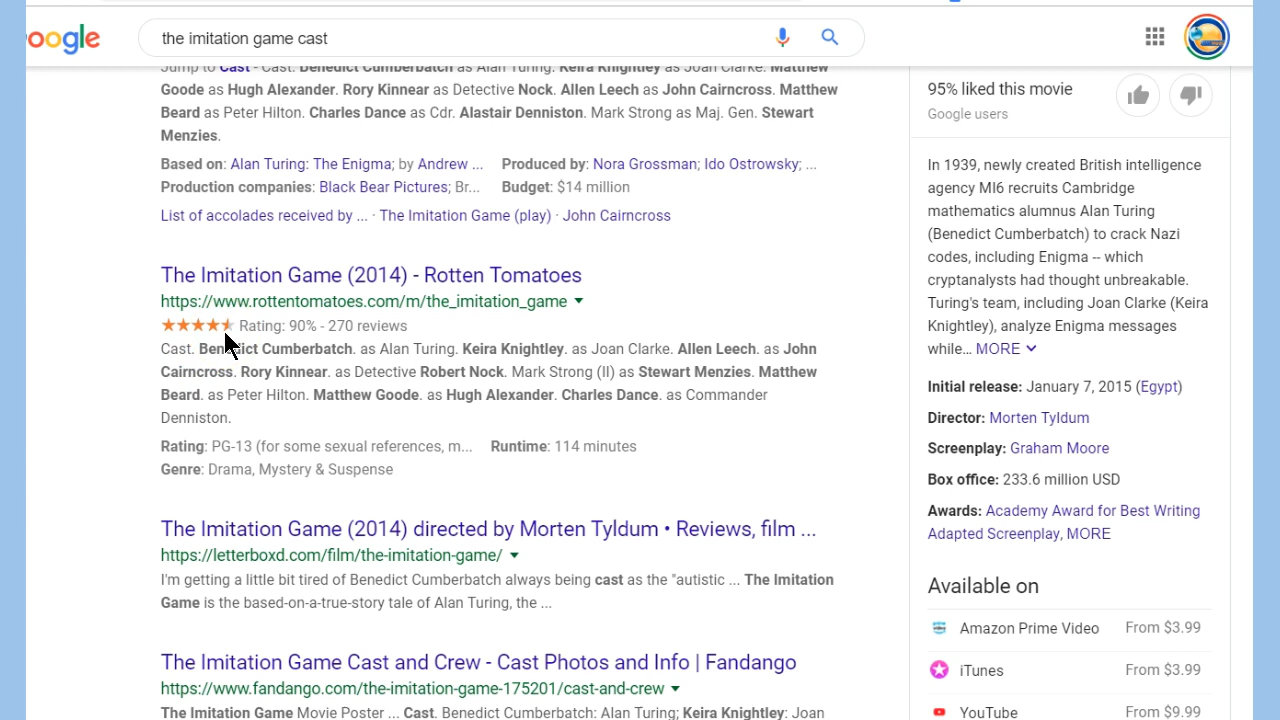 oogle
the imitation game cast
Jump to Cast - Cast. Benedict Cumberbatch as Alan Turing. Keira Knightley as Joan Clarke. Matthew
Goode as Hugh Alexander. Rory Kinnear as Detective Nock. Allen Leech as John Cairncross. Matthew
Beard as Peter Hilton. Charles Dance as Cdr. Alastair Denniston. Mark Strong as Maj. Gen. Stewart
Menzies.
Based on: Alan Turing: The Enigma; by Andrew ... Produced by: Nora Grossman; Ido Ostrowsky; ...
Production companies: Black Bear Pictures; Br... Budget: $14 million
List of accolades received by ... · The Imitation Game (play) · John Cairncross
The Imitation Game (2014) - Rotten Tomatoes
https://www.rottentomatoes.com/m/the_imitation_game
Rating: 90% - 270 reviews
Cast. Benedict Cumberbatch. as Alan Turing. Keira Knightley. as Joan Clarke. Allen Leech. as John
Cairncross. Rory Kinnear. as Detective Robert Nock. Mark Strong (II) as Stewart Menzies. Matthew
Beard. as Peter Hilton. Matthew Goode. as Hugh Alexander. Charles Dance. as Commander
Denniston.
Rating: PG-13 (for some sexual references, m... Runtime: 114 minutes
Genre: Drama, Mystery & Suspense
The Imitation Game (2014) directed by Morten Tyldum • Reviews, film ...
https://letterboxd.com/film/the-imitation-game/
I'm getting a little bit tired of Benedict Cumberbatch always being cast as the "autistic ... The Imitation
Game is the based-on-a-true-story tale of Alan Turing, the ...
The Imitation Game Cast and Crew - Cast Photos and Info | Fandango
https://www.fandango.com/the-imitation-game-175201/cast-and-crew
The Imitation Game Movie Poster ... Cast. Benedict Cumberbatch: Alan Turing; Keira Knightley: Joan
95% liked this movie
Google users
In 1939, newly created British intelligence
agency MI6 recruits Cambridge
mathematics alumnus Alan Turing
(Benedict Cumberbatch) to crack Nazi
codes, including Enigma -- which
cryptanalysts had thought unbreakable.
Turing's team, including Joan Clarke (Keira
Knightley), analyze Enigma messages
while... MORE
Initial release: January 7, 2015 (Egypt)
Director: Morten Tyldum
Screenplay: Graham Moore
Box office: 233.6 million USD
Awards: Academy Award for Best Writing
Adapted Screenplay, MORE
Available on
Amazon Prime Video From $3.99
iTunes From $3.99
YouTube From $9.99